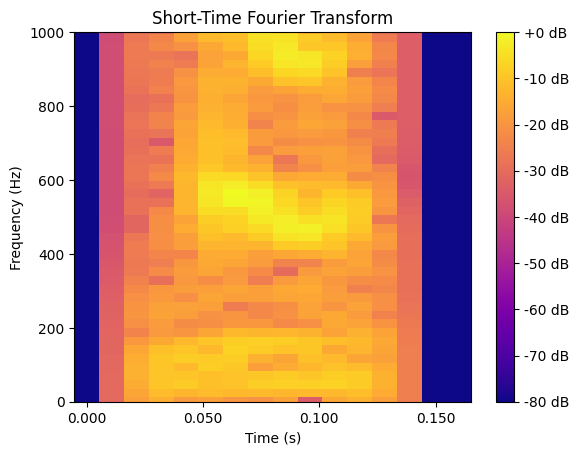 Short-Time Fourier Transform
Frequency (Hz)
1000
800
600
400
200
0
0.000
0.050
0.100
0.150
Time (s)
+0 dB
-10 dB
-20 dB
-30 dB
-40 dB
-50 dB
-60 dB
-70 dB
-80 dB